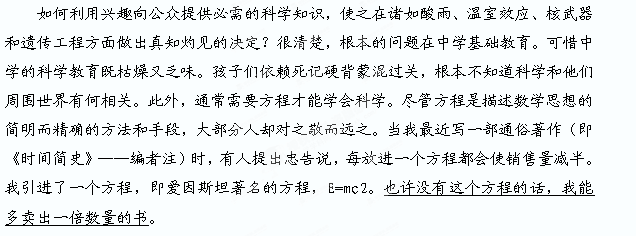 如何利用兴趣向公众提供必需的科学知识，使之在诸如酸雨、温室效应、核武器
和遗传工程方面做出真知灼见的决定？很清楚，根本的问题在中学基础教育。可惜中
学的科学教育既枯燥又乏味。孩子们依赖死记硬背蒙混过关，根本不知道科学和他们
周围世界有何相关。此外，通常需要方程才能学会科学。尽管方程是描述数学思想的
简明而精确的方法和手段，大部分人却对之敬而远之。当我最近写一部通俗著作（即
《时间简史》——编者注）时，有人提出忠告说，每放进一个方程都会使销售量减半。
我引进了一个方程，即爱因斯坦著名的方程，E=mc2。也许没有这个方程的话，我能
多卖出一倍数量的书。